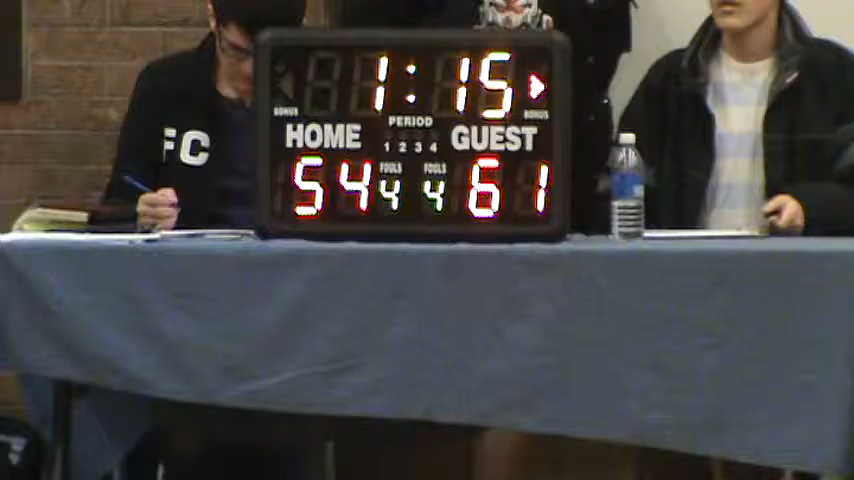 1:15
BONUS
BONUS
PERIOD
HOME
GUEST
1 2 3 4
FOULS
FOULS
54
4
4
61
FC